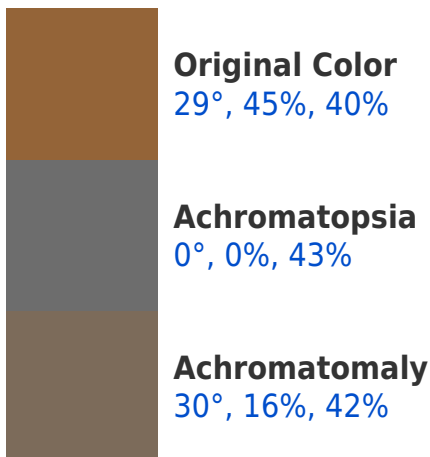 Original Color
29°, 45%, 40%
Achromatopsia
0°, 0%, 43%
Achromatomaly
30°, 16%, 42%